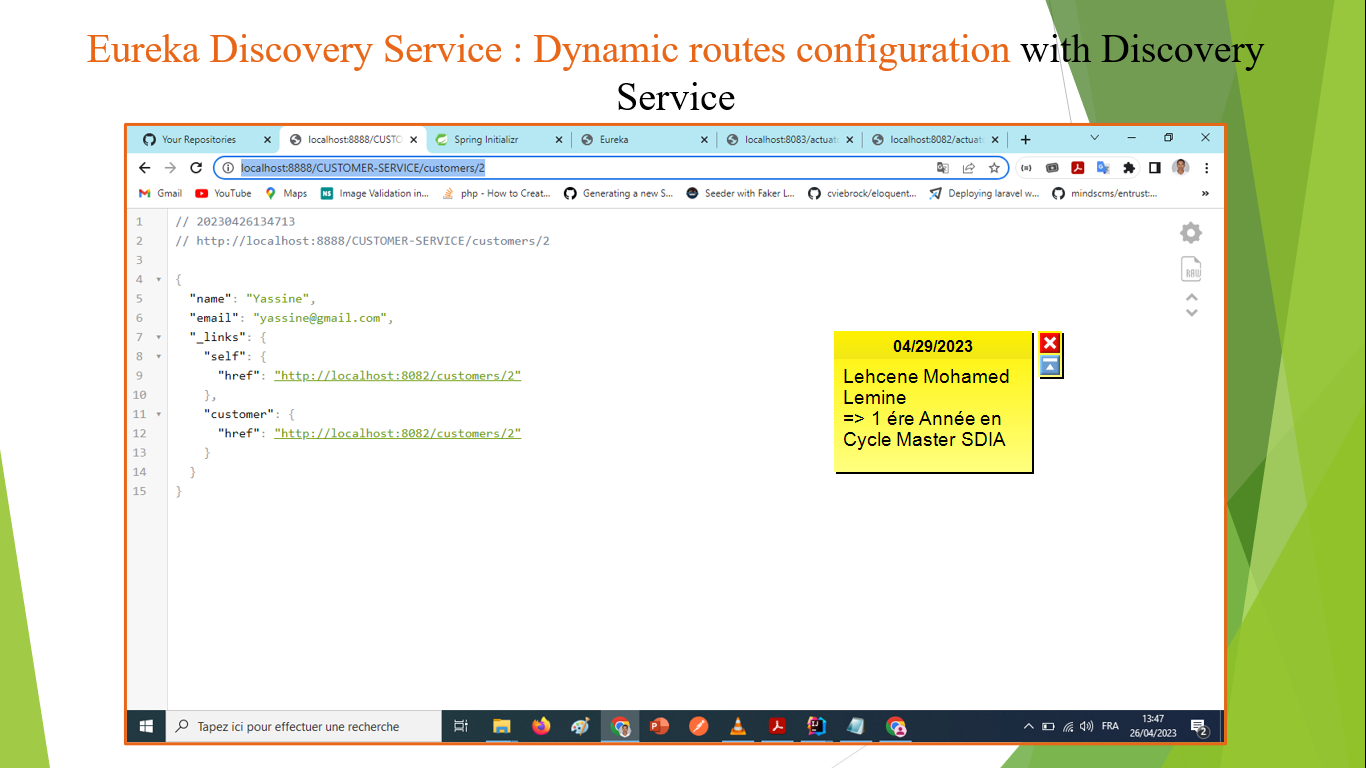 Eureka Discovery Service : Dynamic routes configuration with Discovery
Service
Your Repositories
localhost:8888/CUSTO
Spring Initializr
Eureka
localhost:8083/actuat
localhost:8082/actuat
localhost:8888/CUSTOMER-SERVICE/customers/2
Gmail
YouTube
Maps
NS
Image Validation in...
php - How to Creat...
Generating a new S...
Seeder with Faker L...
cviebrock/eloquent...
Deploying laravel w...
mindscms/entrust:...
»
1 // 20230426134713
2 // http://localhost:8888/CUSTOMER-SERVICE/customers/2
3
4 {
5 "name": "Yassine",
6 "email": "yassine@gmail.com",
7 "_links": {
8 "self": {
9 "href": "http://localhost:8082/customers/2"
10 },
11 "customer": {
12 "href": "http://localhost:8082/customers/2"
13 }
14 }
15 }
RAW
04/29/2023
Lehcene Mohamed
Lemine
=> 1 ére Année en
Cycle Master SDIA
Tapez ici pour effectuer une recherche
FRA
13:47
26/04/2023
2